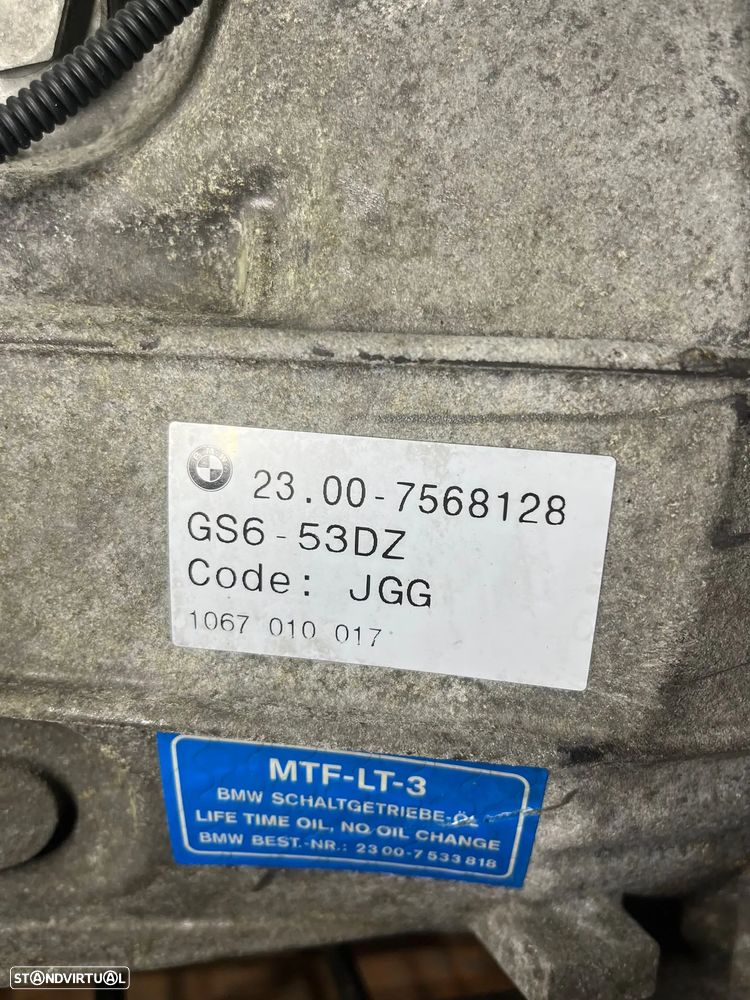 23.00-7568128
GS6-53DZ
Code: JGG
1067 010 017
MTF-LT-3
BMW SCHALTGETRIEBE-ÖL
LIFE TIME OIL, NO OIL CHANGE
BMW BEST.-NR.: 23 00-7 533 818
STANDVIRTUAL